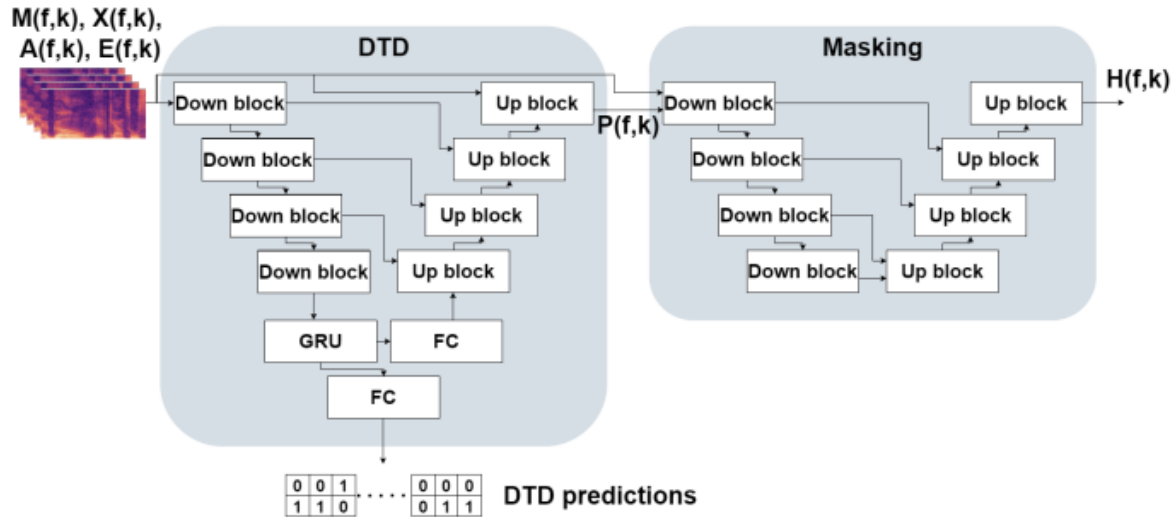 M(f,k), X(f,k),
A(f,k), E(f,k)
DTD
Down block
Down block
Down block
Down block
GRU
FC
FC
Up block
Up block
Up block
Up block
P(f,k)
Masking
Down block
Down block
Down block
Down block
Up block
Up block
Up block
Up block
H(f,k)
0 0 1 ..... 0 0 0
1 1 0 0 1 1
DTD predictions